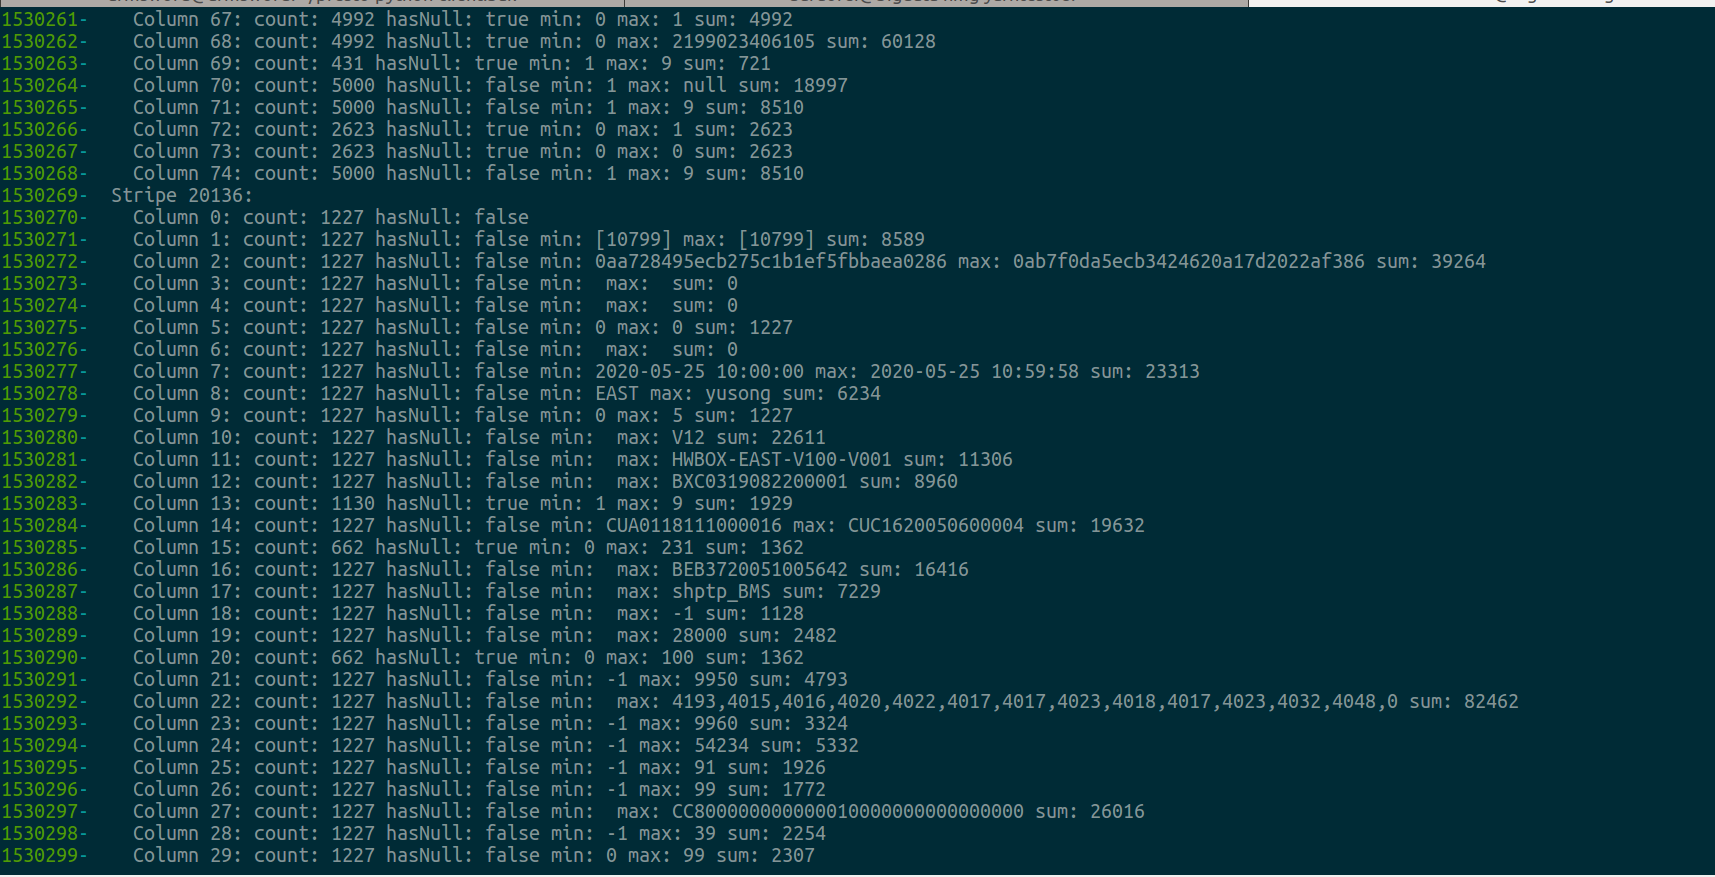 1530261-    Column 67: count: 4992 hasNull: true min: 0 max: 1 sum: 4992
1530262-    Column 68: count: 4992 hasNull: true min: 0 max: 2199023406105 sum: 60128
1530263-    Column 69: count: 431 hasNull: true min: 1 max: 9 sum: 721
1530264-    Column 70: count: 5000 hasNull: false min: 1 max: null sum: 18997
1530265-    Column 71: count: 5000 hasNull: false min: 1 max: 9 sum: 8510
1530266-    Column 72: count: 2623 hasNull: true min: 0 max: 1 sum: 2623
1530267-    Column 73: count: 2623 hasNull: true min: 0 max: 0 sum: 2623
1530268-    Column 74: count: 5000 hasNull: false min: 1 max: 9 sum: 8510
1530269-  Stripe 20136:
1530270-    Column 0: count: 1227 hasNull: false
1530271-    Column 1: count: 1227 hasNull: false min: [10799] max: [10799] sum: 8589
1530272-    Column 2: count: 1227 hasNull: false min: 0aa728495ecb275c1b1ef5fbbaea0286 max: 0ab7f0da5ecb3424620a17d2022af386 sum: 39264
1530273-    Column 3: count: 1227 hasNull: false min:  max:  sum: 0
1530274-    Column 4: count: 1227 hasNull: false min:  max:  sum: 0
1530275-    Column 5: count: 1227 hasNull: false min: 0 max: 0 sum: 1227
1530276-    Column 6: count: 1227 hasNull: false min:  max:  sum: 0
1530277-    Column 7: count: 1227 hasNull: false min: 2020-05-25 10:00:00 max: 2020-05-25 10:59:58 sum: 23313
1530278-    Column 8: count: 1227 hasNull: false min: EAST max: yusong sum: 6234
1530279-    Column 9: count: 1227 hasNull: false min: 0 max: 5 sum: 1227
1530280-    Column 10: count: 1227 hasNull: false min:  max: V12 sum: 22611
1530281-    Column 11: count: 1227 hasNull: false min:  max: HWBOX-EAST-V100-V001 sum: 11306
1530282-    Column 12: count: 1227 hasNull: false min:  max: BXC0319082200001 sum: 8960
1530283-    Column 13: count: 1130 hasNull: true min: 1 max: 9 sum: 1929
1530284-    Column 14: count: 1227 hasNull: false min: CUA0118111000016 max: CUC1620050600004 sum: 19632
1530285-    Column 15: count: 662 hasNull: true min: 0 max: 231 sum: 1362
1530286-    Column 16: count: 1227 hasNull: false min:  max: BEB3720051005642 sum: 16416
1530287-    Column 17: count: 1227 hasNull: false min:  max: shptp_BMS sum: 7229
1530288-    Column 18: count: 1227 hasNull: false min:  max: -1 sum: 1128
1530289-    Column 19: count: 1227 hasNull: false min:  max: 28000 sum: 2482
1530290-    Column 20: count: 662 hasNull: true min: 0 max: 100 sum: 1362
1530291-    Column 21: count: 1227 hasNull: false min: -1 max: 9950 sum: 4793
1530292-    Column 22: count: 1227 hasNull: false min:  max: 4193,4015,4016,4020,4022,4017,4017,4023,4018,4017,4023,4032,4048,0 sum: 82462
1530293-    Column 23: count: 1227 hasNull: false min: -1 max: 9960 sum: 3324
1530294-    Column 24: count: 1227 hasNull: false min: -1 max: 54234 sum: 5332
1530295-    Column 25: count: 1227 hasNull: false min: -1 max: 91 sum: 1926
1530296-    Column 26: count: 1227 hasNull: false min: -1 max: 99 sum: 1772
1530297-    Column 27: count: 1227 hasNull: false min:  max: CC800000000000010000000000000000 sum: 26016
1530298-    Column 28: count: 1227 hasNull: false min: -1 max: 39 sum: 2254
1530299-    Column 29: count: 1227 hasNull: false min: 0 max: 99 sum: 2307